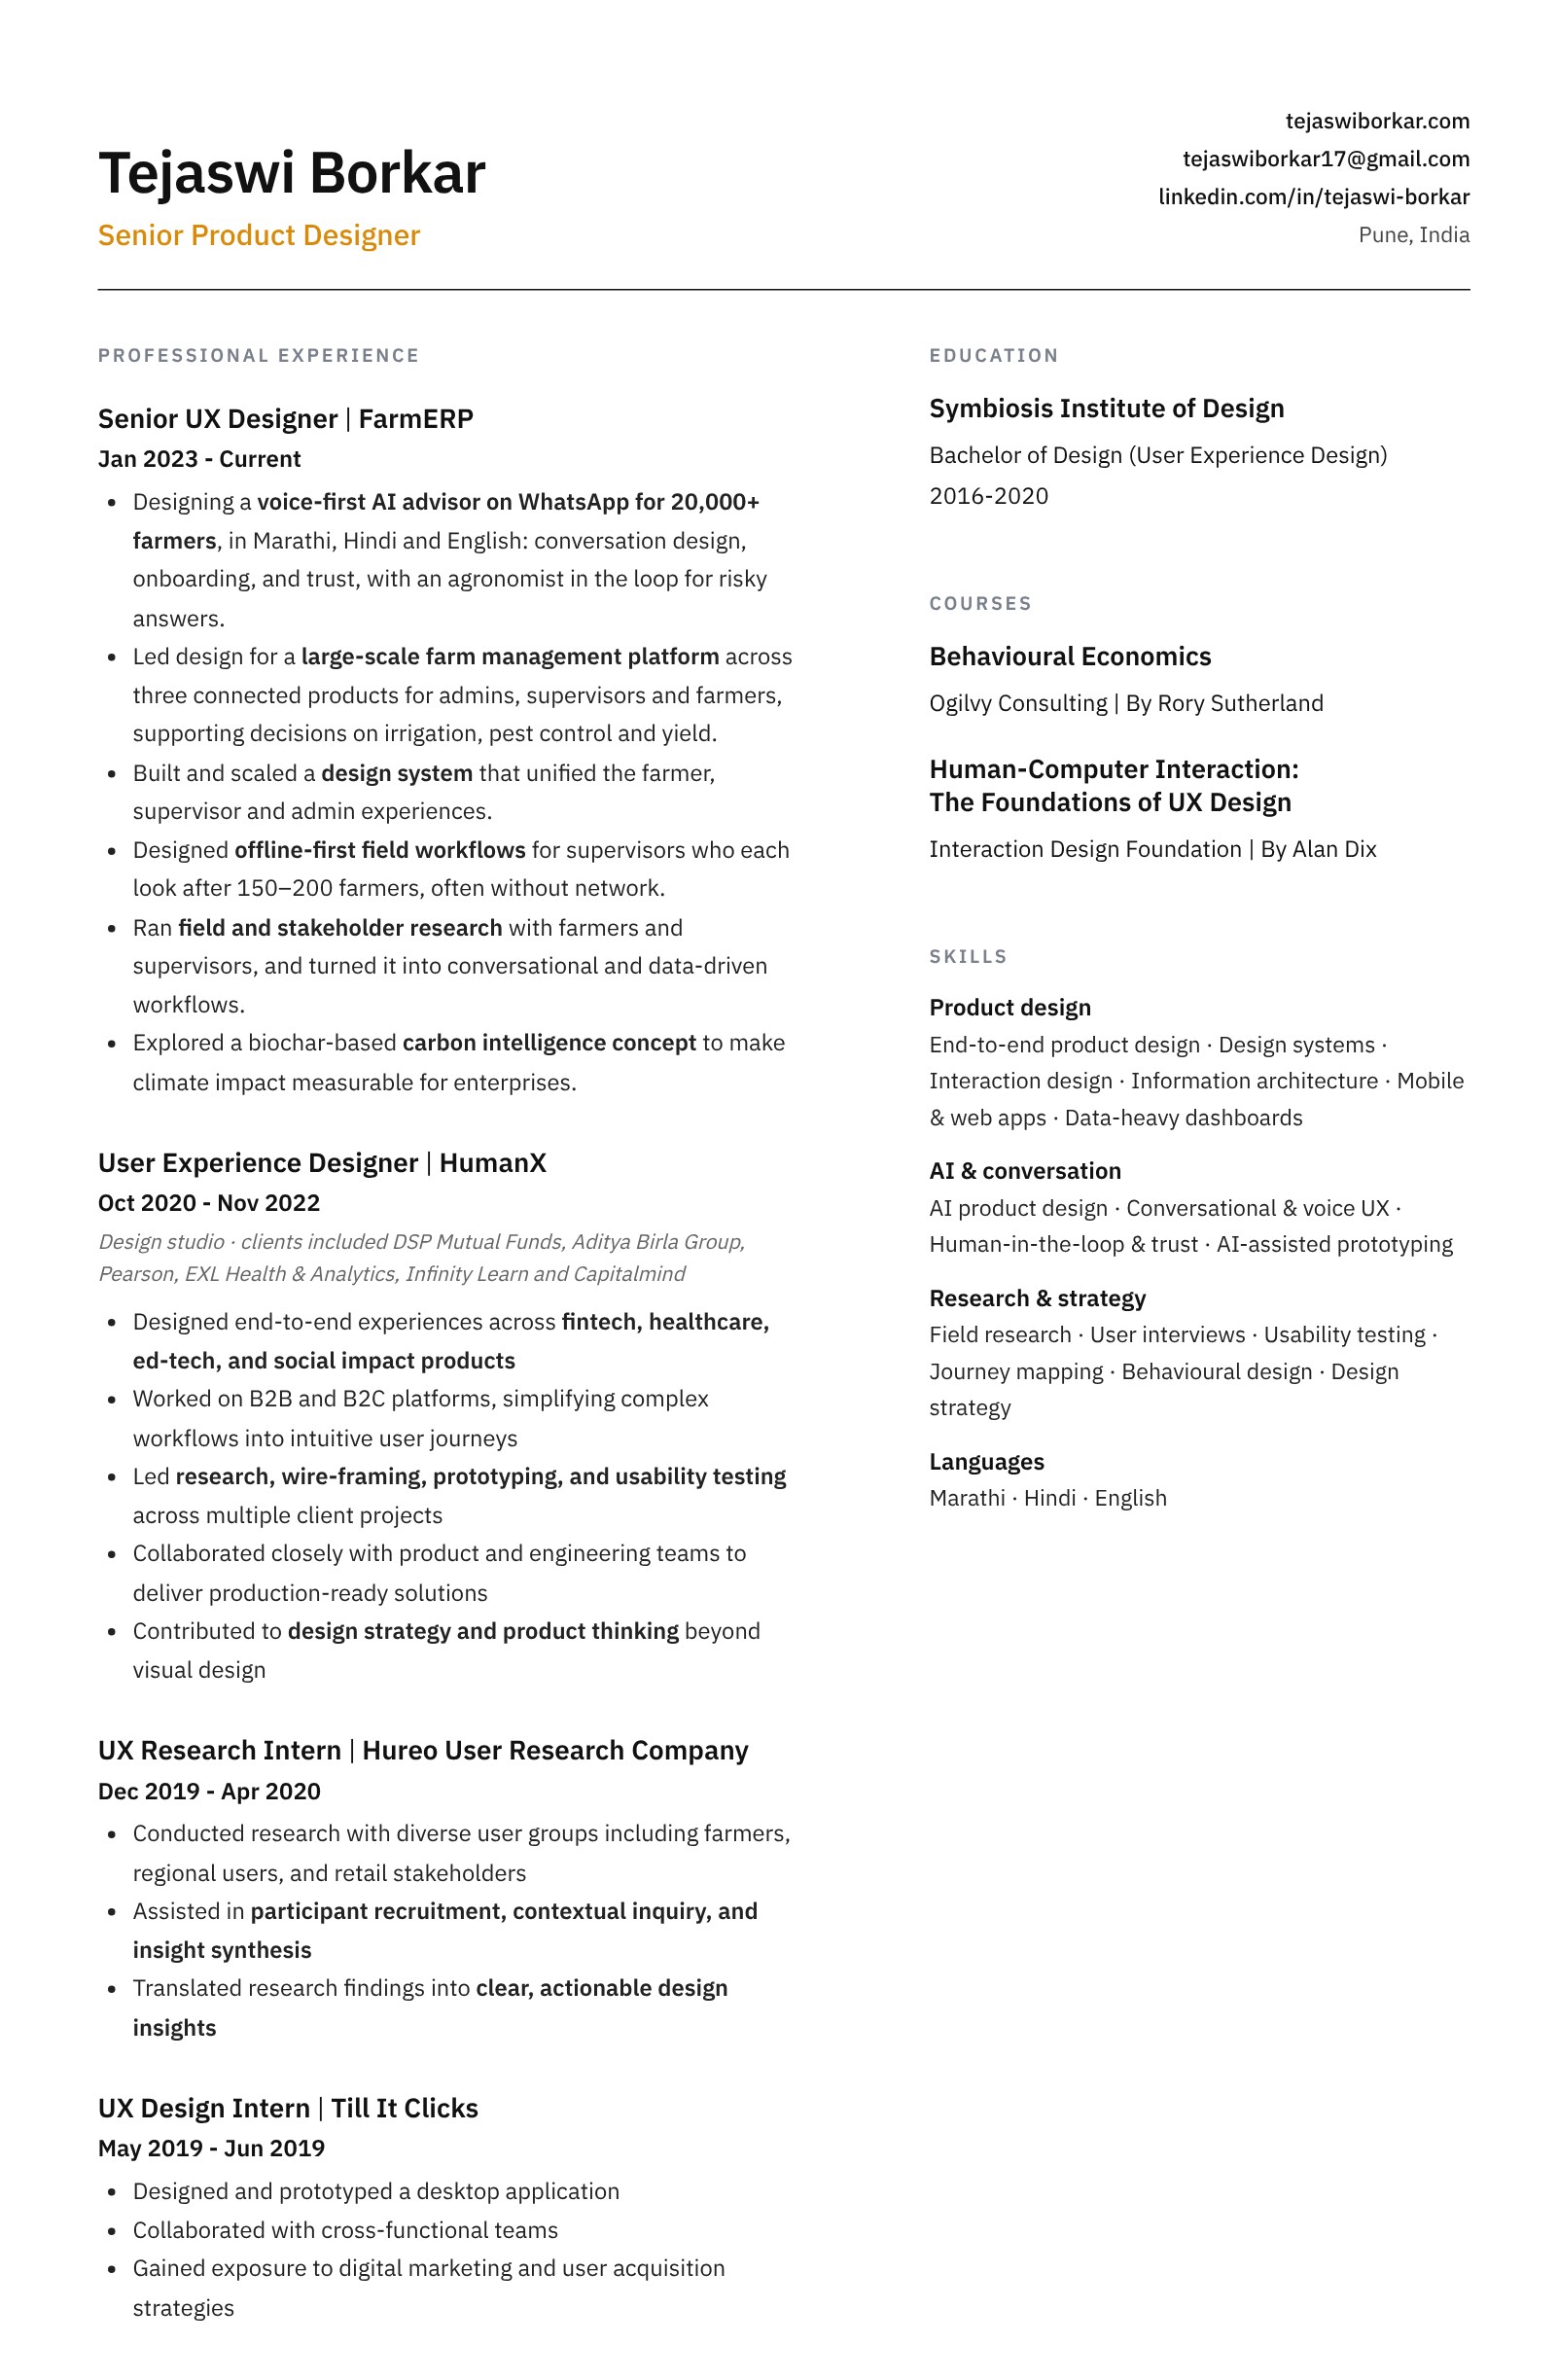 Tejaswi Borkar
Senior Product Designer
tejaswiborkar.com
tejaswiborkar17@gmail.com
linkedin.com/in/tejaswi-borkar
Pune, India
PROFESSIONAL EXPERIENCE
Senior UX Designer | FarmERP
Jan 2023 - Current
• Designing a voice-first AI advisor on WhatsApp for 20,000+
farmers, in Marathi, Hindi and English: conversation design,
onboarding, and trust, with an agronomist in the loop for risky
answers.
• Led design for a large-scale farm management platform across
three connected products for admins, supervisors and farmers,
supporting decisions on irrigation, pest control and yield.
• Built and scaled a design system that unified the farmer,
supervisor and admin experiences.
• Designed offline-first field workflows for supervisors who each
look after 150–200 farmers, often without network.
• Ran field and stakeholder research with farmers and
supervisors, and turned it into conversational and data-driven
workflows.
• Explored a biochar-based carbon intelligence concept to make
climate impact measurable for enterprises.
User Experience Designer | HumanX
Oct 2020 - Nov 2022
Design studio · clients included DSP Mutual Funds, Aditya Birla Group,
Pearson, EXL Health & Analytics, Infinity Learn and Capitalmind
• Designed end-to-end experiences across fintech, healthcare,
ed-tech, and social impact products
• Worked on B2B and B2C platforms, simplifying complex
workflows into intuitive user journeys
• Led research, wire-framing, prototyping, and usability testing
across multiple client projects
• Collaborated closely with product and engineering teams to
deliver production-ready solutions
• Contributed to design strategy and product thinking beyond
visual design
UX Research Intern | Hureo User Research Company
Dec 2019 - Apr 2020
• Conducted research with diverse user groups including farmers,
regional users, and retail stakeholders
• Assisted in participant recruitment, contextual inquiry, and
insight synthesis
• Translated research findings into clear, actionable design
insights
UX Design Intern | Till It Clicks
May 2019 - Jun 2019
• Designed and prototyped a desktop application
• Collaborated with cross-functional teams
• Gained exposure to digital marketing and user acquisition
strategies
EDUCATION
Symbiosis Institute of Design
Bachelor of Design (User Experience Design)
2016-2020
COURSES
Behavioural Economics
Ogilvy Consulting | By Rory Sutherland
Human-Computer Interaction:
The Foundations of UX Design
Interaction Design Foundation | By Alan Dix
SKILLS
Product design
End-to-end product design · Design systems ·
Interaction design · Information architecture · Mobile
& web apps · Data-heavy dashboards
AI & conversation
AI product design · Conversational & voice UX ·
Human-in-the-loop & trust · AI-assisted prototyping
Research & strategy
Field research · User interviews · Usability testing ·
Journey mapping · Behavioural design · Design
strategy
Languages
Marathi · Hindi · English